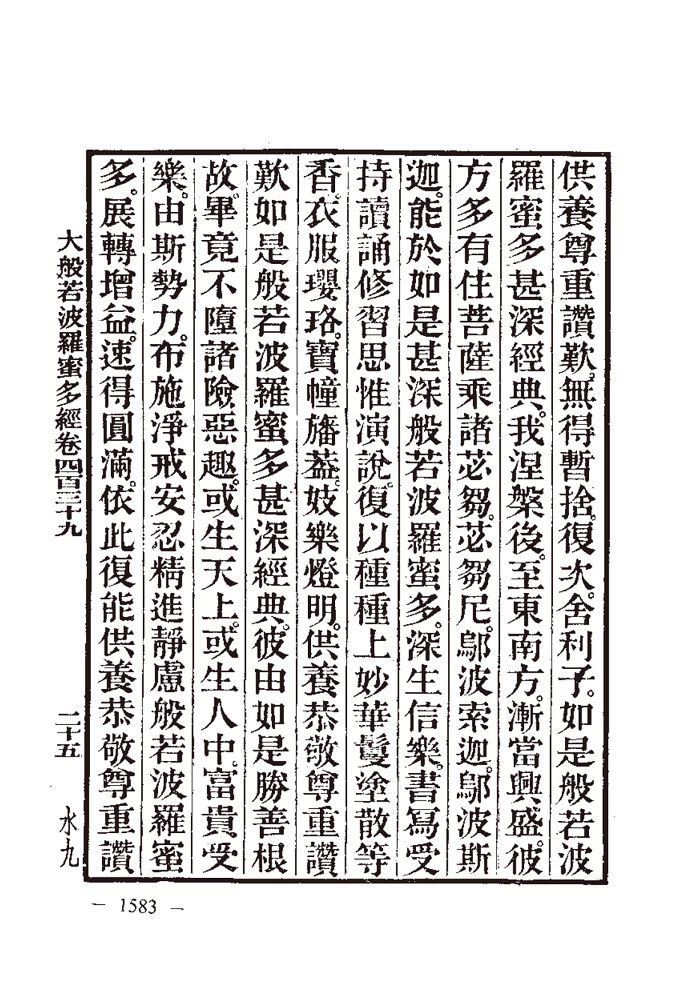 供養尊重讚歎。無得暫捨。復次。舍利子。如是般若波
羅蜜多甚深經典。我涅槃後。至東南方。漸當興盛。彼
方多有住菩薩乘諸苾芻。苾芻尼。鄔波索迦。鄔波斯
迦。能於如是甚深般若波羅蜜多。深生信樂。書寫受
持讀誦修習思惟演說。復以種種上妙華鬘塗散等
香。衣服瓔珞。寶幢旛蓋。妓樂燈明。供養恭敬尊重讚
歎如是般若波羅蜜多甚深經典。彼由如是勝善根
故。畢竟不墮諸險惡趣。或生天上。或生人中。富貴受
樂。由斯勢力。布施淨戒安忍精進靜慮般若波羅蜜
多。展轉增益。速得圓滿。依此復能供養恭敬尊重讚
大般若波羅蜜多經卷四百三十九
二十五
水九
— 1583 —